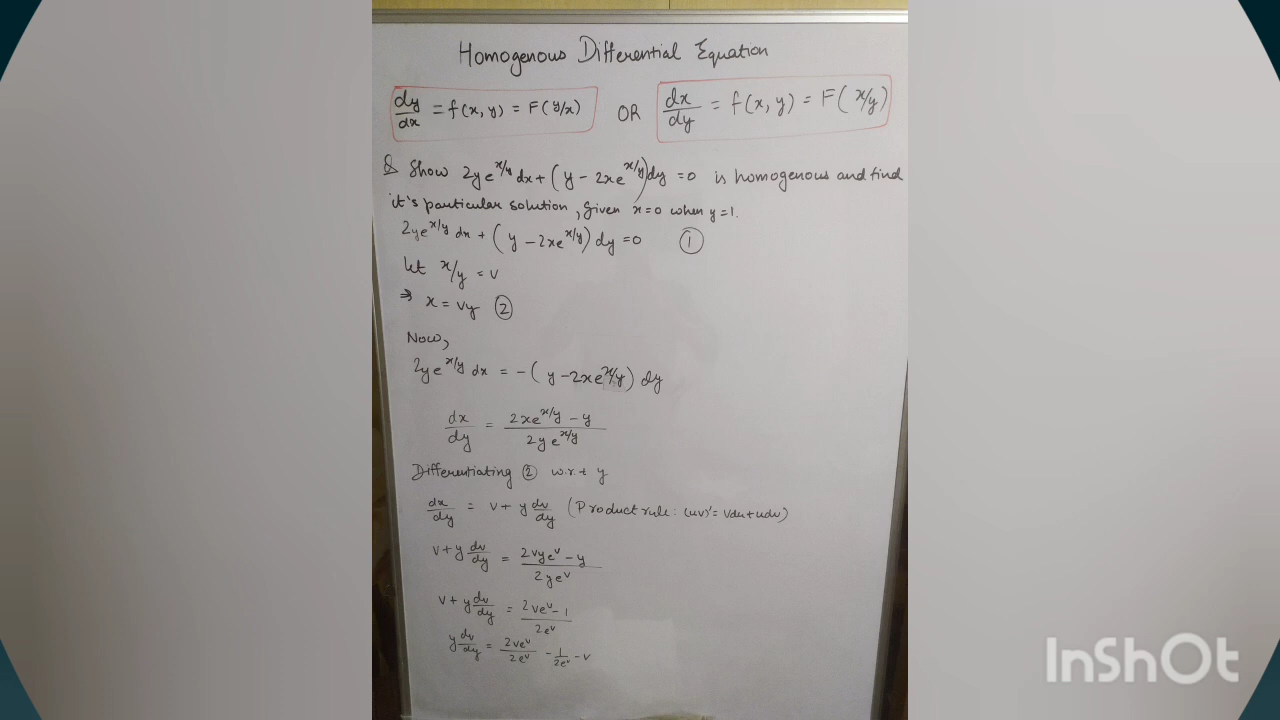 Homogenous Differential Equation
dy/dx = f(x, y) = F(y/x) OR dx/dy = f(x, y) = F(x/y)
Q Show 2ye^{x/y} dx + (y - 2xe^{x/y})dy = 0 is homogenous and find
it's particular solution, given x=0 when y=1.
2ye^{x/y} dx + (y - 2xe^{x/y}) dy = 0 ①
let x/y = v
⇒ x = vy ②
Now,
2ye^{x/y} dx = -(y - 2xe^{x/y}) dy
dx/dy = (2xe^{x/y} - y)/(2ye^{x/y})
Differentiating ② w.r.t y
dx/dy = v + y dv/dy (Product rule: (uv)' = vdu + udv)
v + y dv/dy = (2vye^v - y)/(2ye^v)
v + y dv/dy = (2ve^v - 1)/(2e^v)
y dv/dy = 2ve^v/2e^v - 1/2e^v - v
InShOt